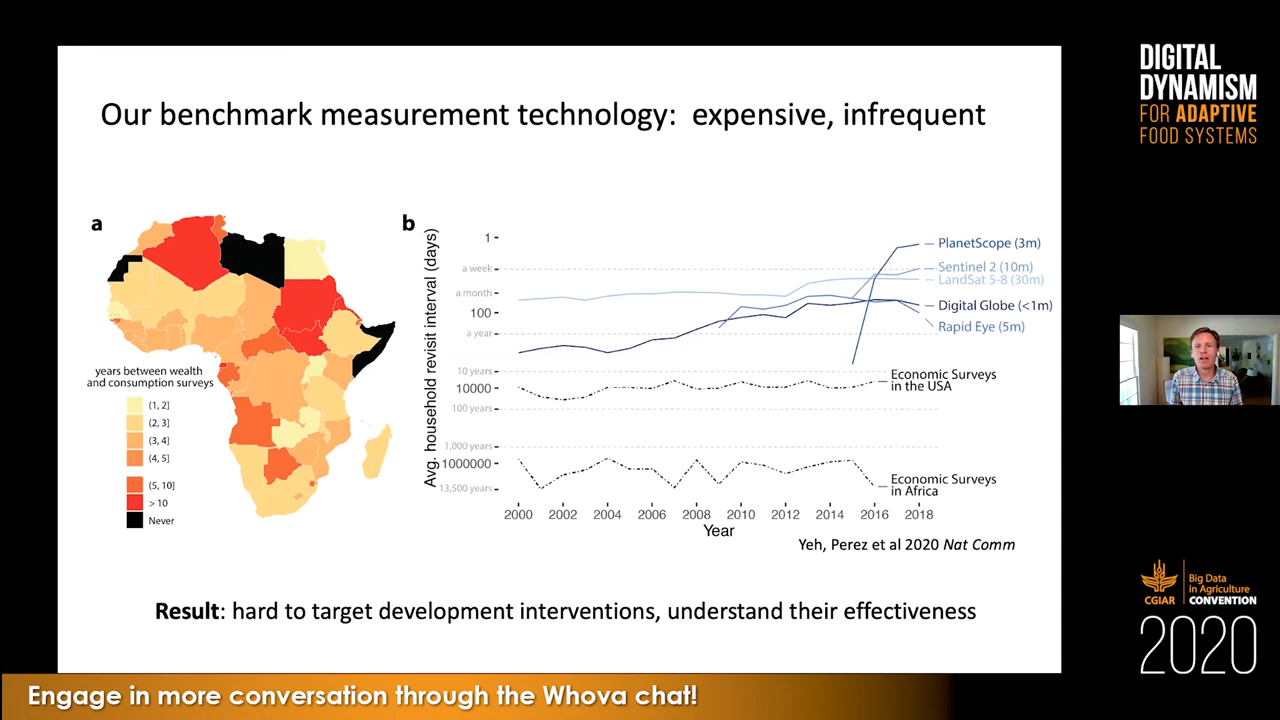 Our benchmark measurement technology: expensive, infrequent
a
years between wealth
and consumption surveys
(1, 2]
(2, 3]
(3, 4]
(4, 5]
(5, 10]
> 10
Never
b
Avg. household revisit interval (days)
1
a week
a month
100
a year
10 years
10000
100 years
1,000 years
1000000
13,500 years
PlanetScope (3m)
Sentinel 2 (10m)
LandSat 5-8 (30m)
Digital Globe (<1m)
Rapid Eye (5m)
Economic Surveys
in the USA
Economic Surveys
in Africa
2000 2002 2004 2006 2008 2010 2012 2014 2016 2018
Year
Yeh, Perez et al 2020 Nat Comm
Result: hard to target development interventions, understand their effectiveness
Engage in more conversation through the Whova chat!
DIGITAL
DYNAMISM
FOR ADAPTIVE
FOOD SYSTEMS
CGIAR
Big Data
in Agriculture
CONVENTION
2020